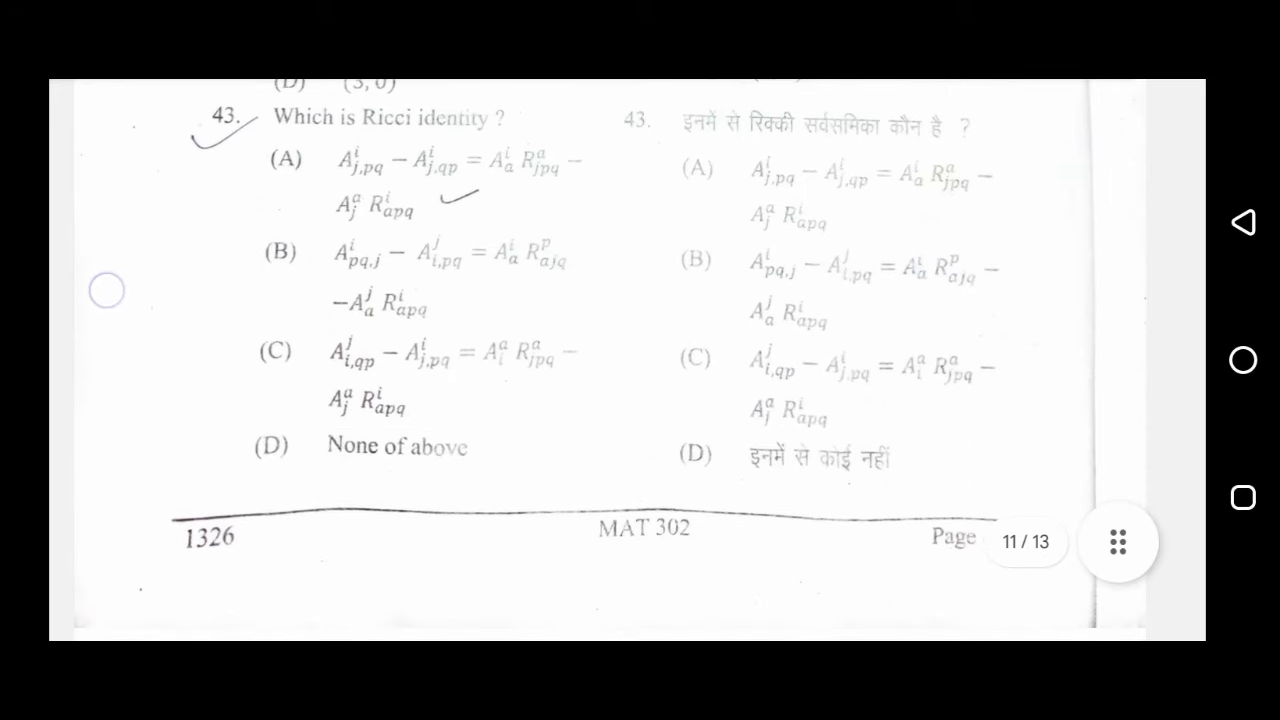 (D) (3, 0)
43. Which is Ricci identity ?
(A) A^i_{j,pq} − A^i_{j,qp} = A^i_a R^a_{jpq} −
A^a_j R^i_{apq}
(B) A^i_{pq,j} − A^j_{i,pq} = A^i_a R^p_{ajq}
−A^j_a R^i_{apq}
(C) A^j_{i,qp} − A^i_{j,pq} = A^a_i R^a_{jpq} −
A^a_j R^i_{apq}
(D) None of above
43. इनमें से रिक्की सर्वसमिका कौन है ?
(A) A^i_{j,pq} − A^i_{j,qp} = A^i_a R^a_{jpq} −
A^a_j R^i_{apq}
(B) A^i_{pq,j} − A^j_{i,pq} = A^i_a R^p_{ajq} −
A^j_a R^i_{apq}
(C) A^j_{i,qp} − A^i_{j,pq} = A^a_i R^a_{jpq} −
A^a_j R^i_{apq}
(D) इनमें से कोई नहीं
1326 MAT 302 Page
11 / 13